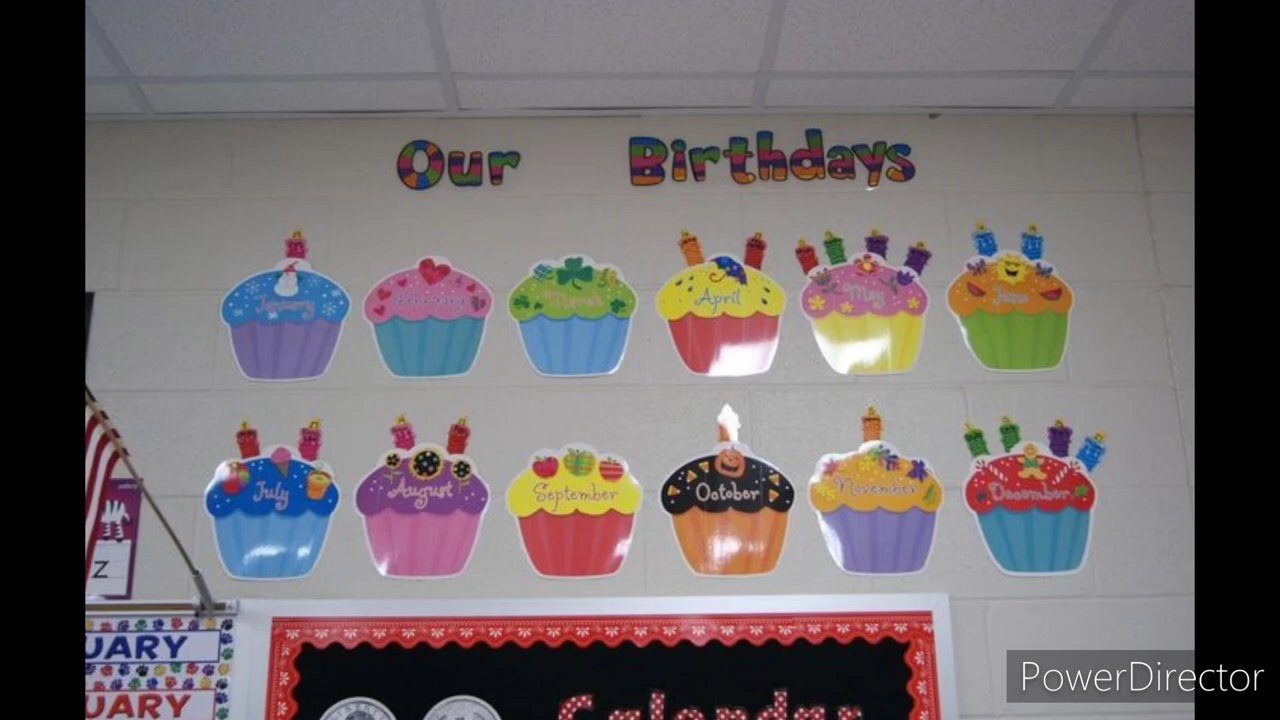 Our Birthdays
January February March April May June
July August September October November December
Z
UARY
UARY
Calendar
PowerDirector